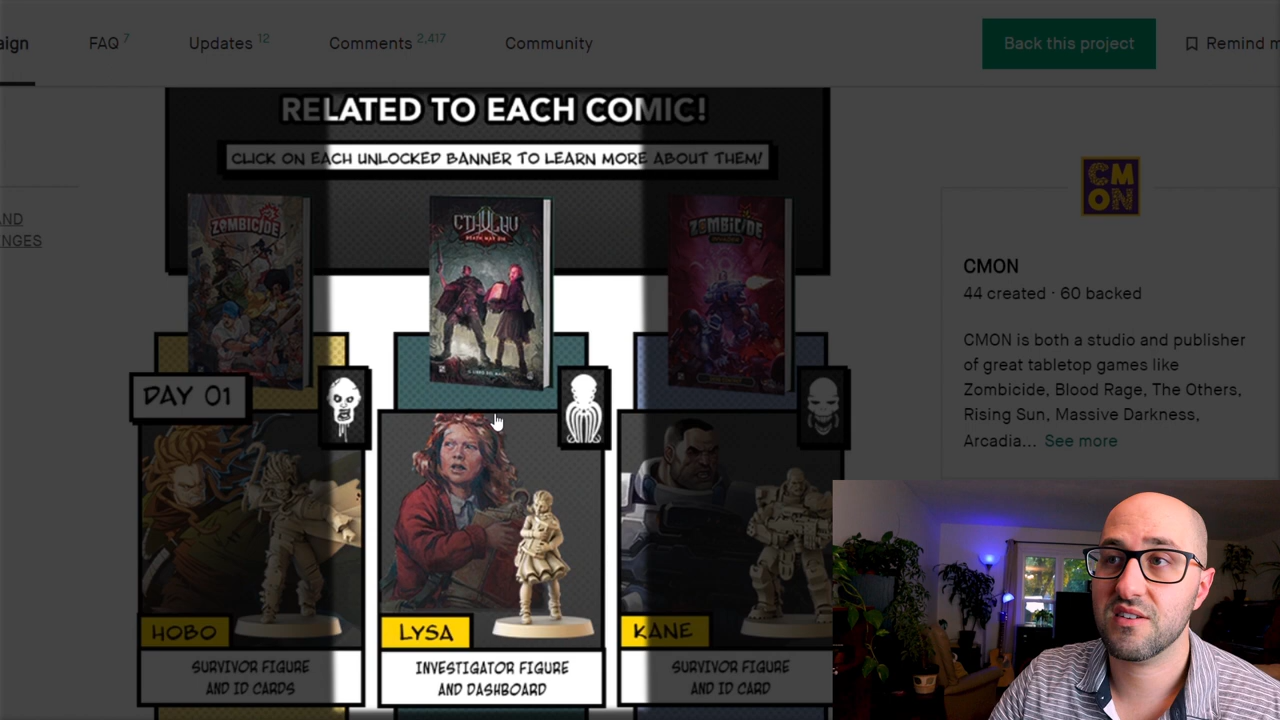 aign
FAQ 7
Updates 12
Comments 2,417
Community
Back this project
Remind m
RELATED TO EACH COMIC!
CLICK ON EACH UNLOCKED BANNER TO LEARN MORE ABOUT THEM!
AND
NGES
ZOMBICIDE
CTHULHU
DEATH MAY DIE
ZOMBICIDE
CMON
CMON
44 created · 60 backed
CMON is both a studio and publisher
of great tabletop games like
Zombicide, Blood Rage, The Others,
Rising Sun, Massive Darkness,
Arcadia... See more
DAY 01
HOBO
LYSA
KANE
SURVIVOR FIGURE
AND ID CARDS
INVESTIGATOR FIGURE
AND DASHBOARD
SURVIVOR FIGURE
AND ID CARD